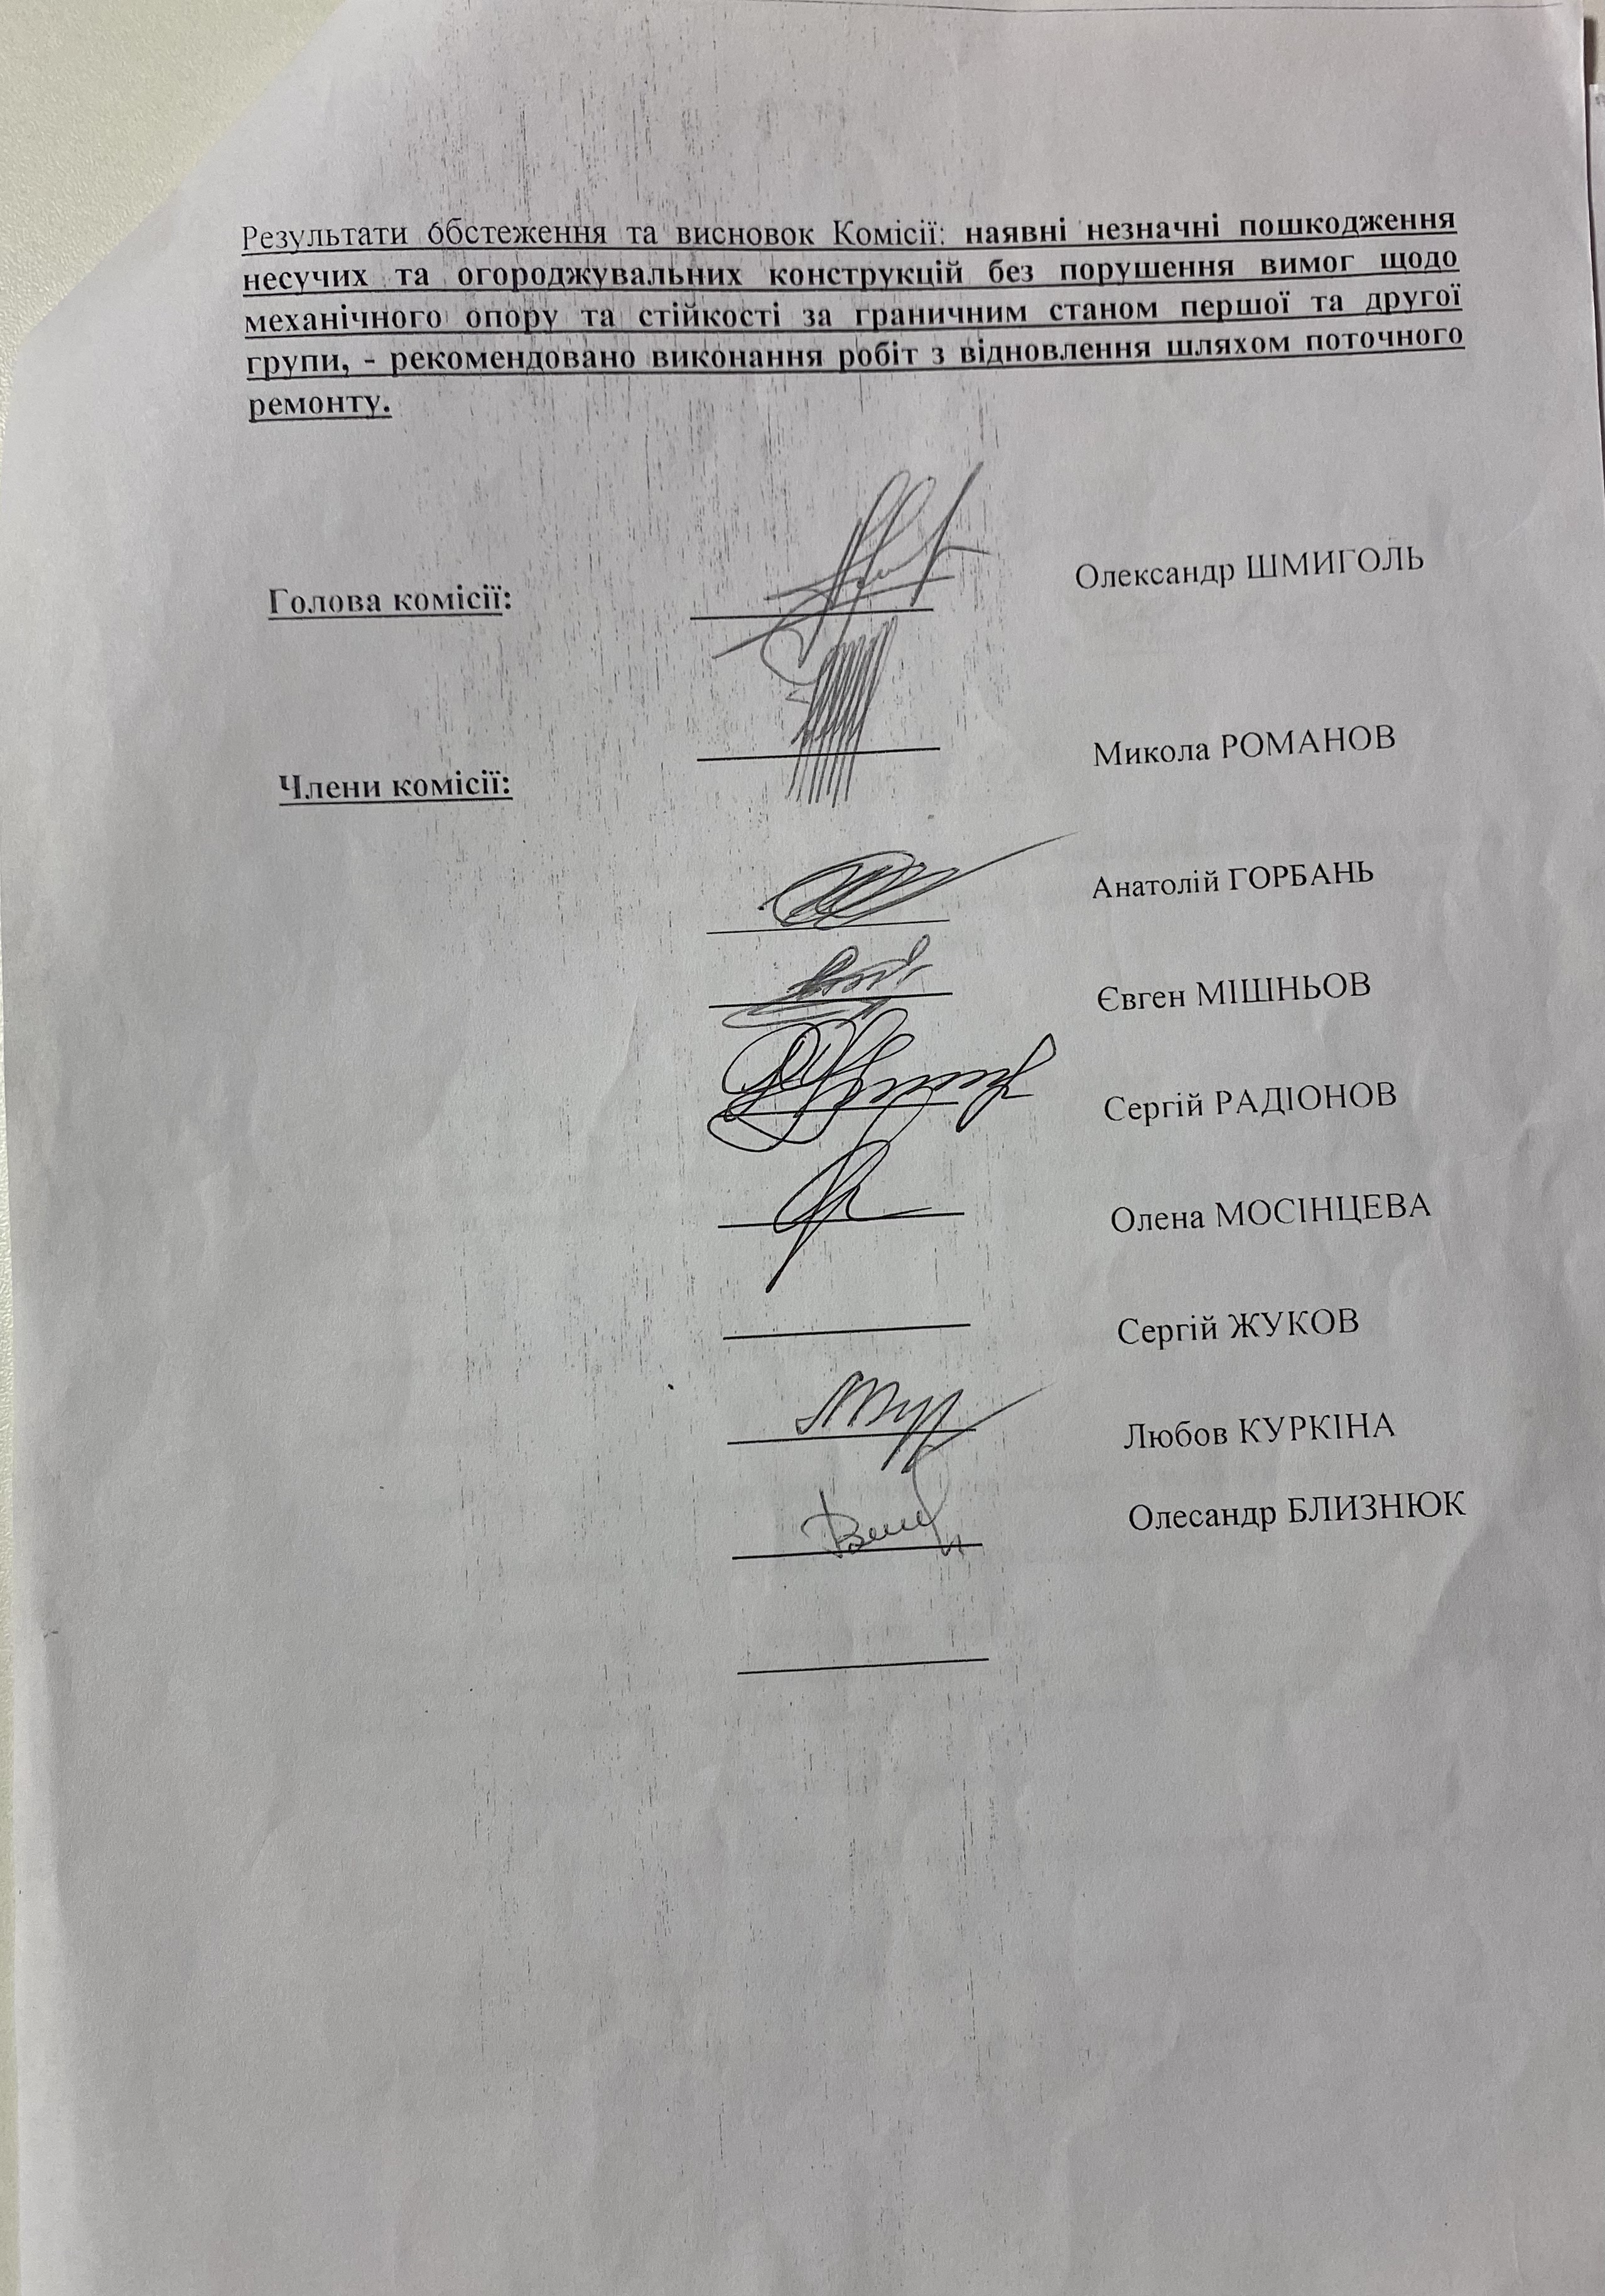 Результати обстеження та висновок Комісії: наявні незначні пошкодження
несучих та огороджувальних конструкцій без порушення вимог щодо
механічного опору та стійкості за граничним станом першої та другої
групи, - рекомендовано виконання робіт з відновлення шляхом поточного
ремонту.
Голова комісії: Олександр ШМИГОЛЬ
Микола РОМАНОВ
Члени комісії:
Анатолій ГОРБАНЬ
Євген МІШНЬОВ
Сергій РАДІОНОВ
Олена МОСІНЦЕВА
Сергій ЖУКОВ
Любов КУРКІНА
Олесандр БЛИЗНЮК